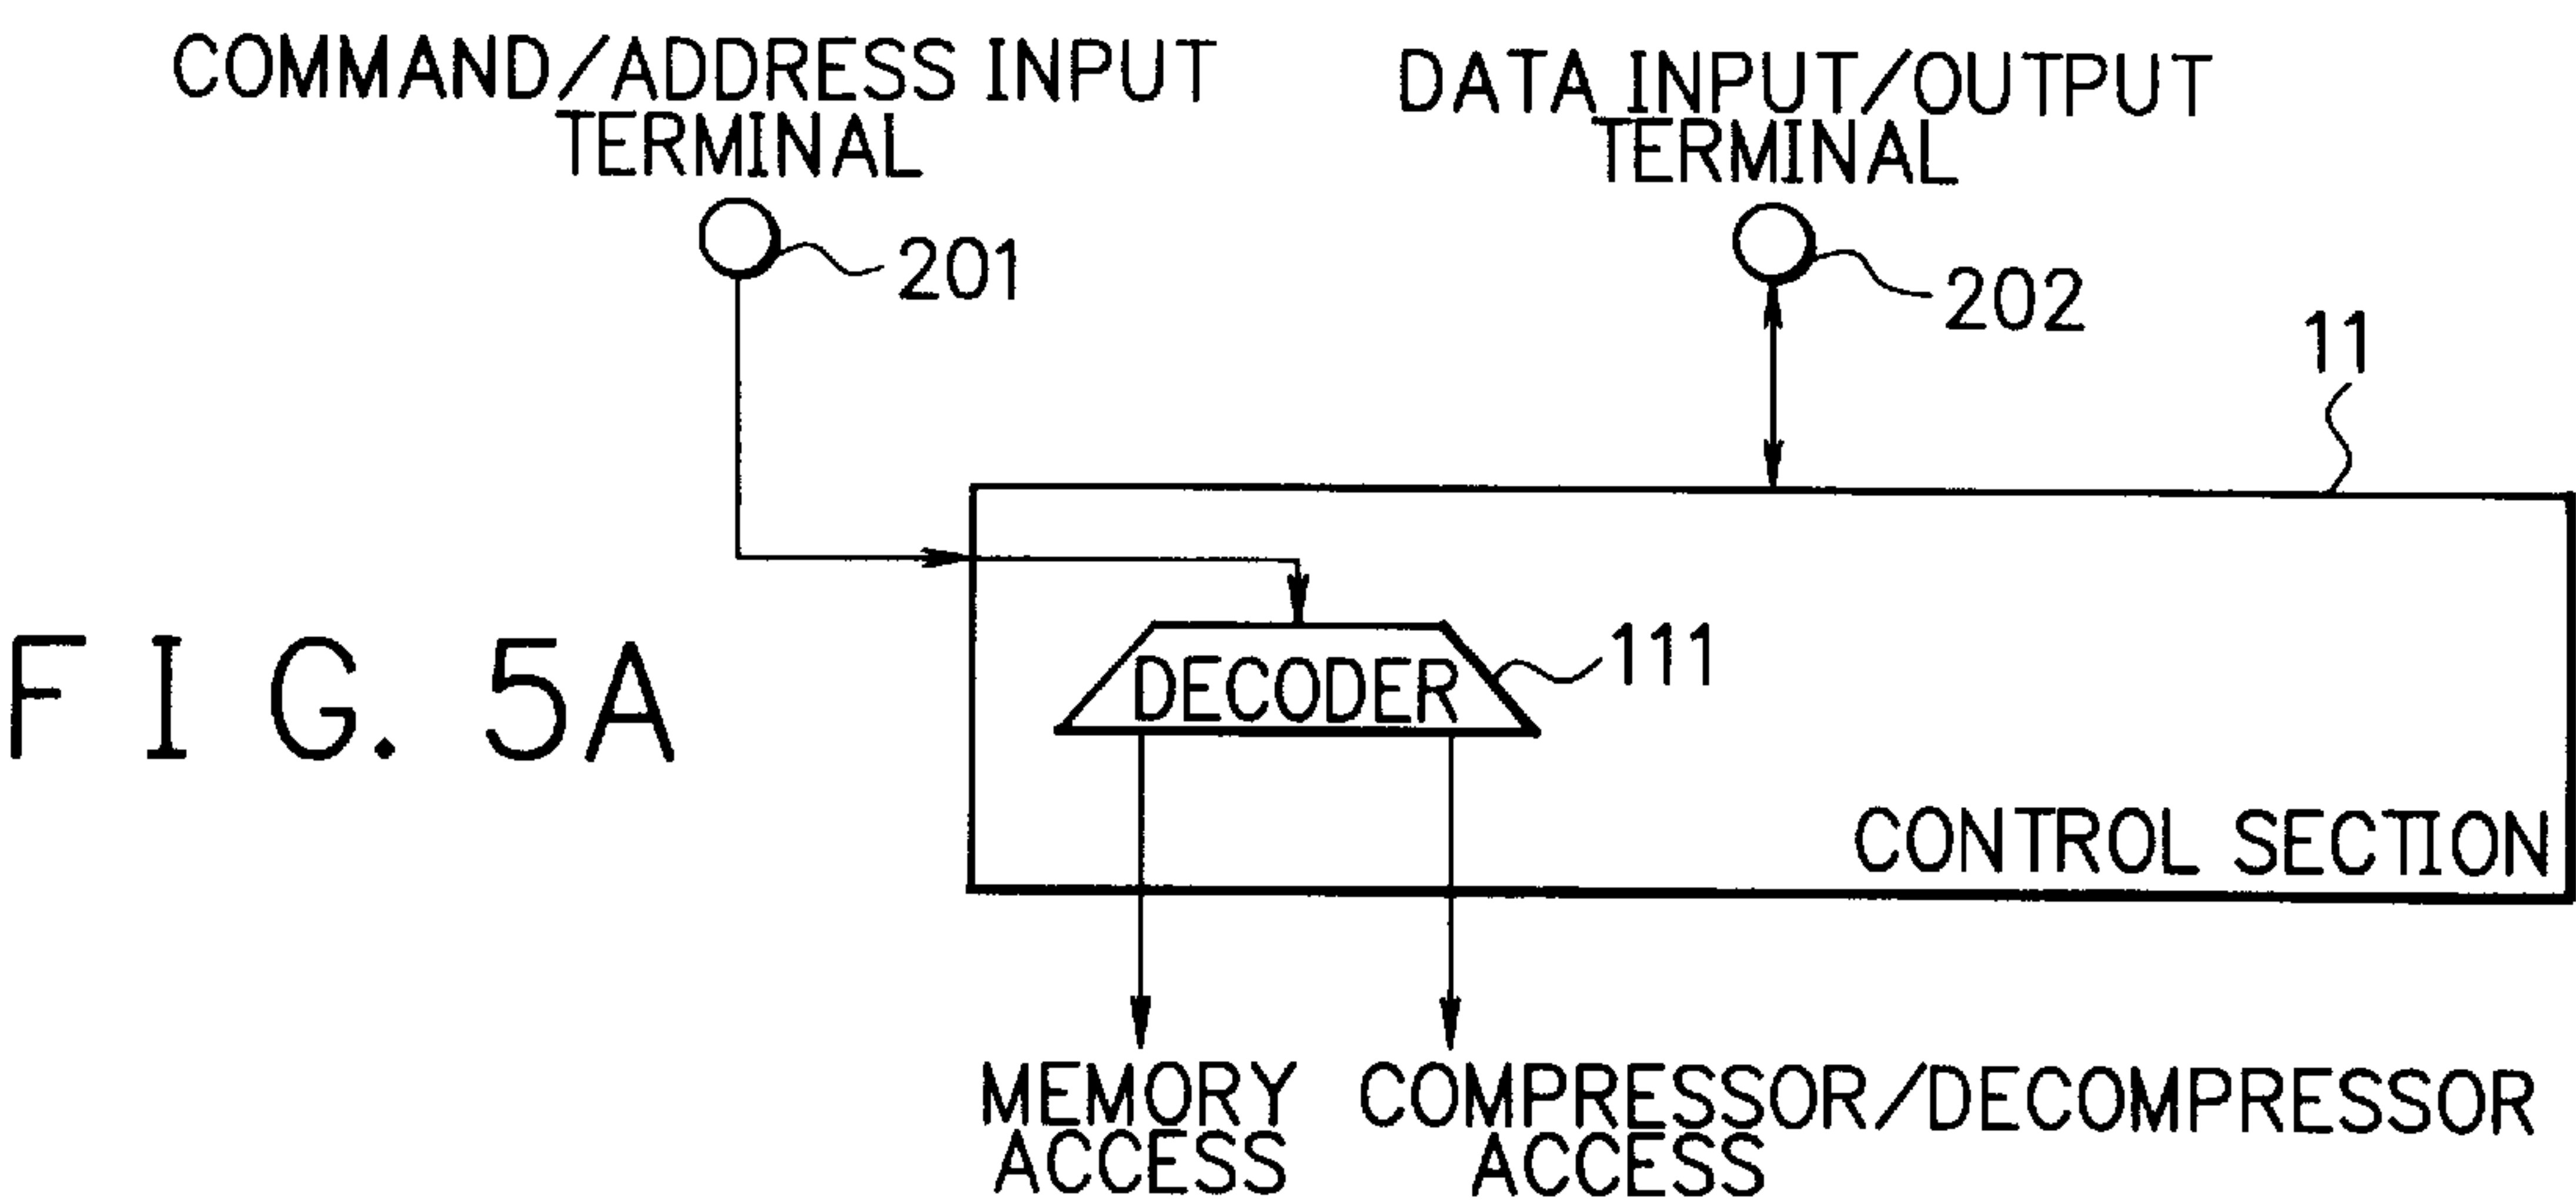 COMMAND/ADDRESS INPUT
TERMINAL
DATA INPUT/OUTPUT
TERMINAL
201
202
11
FIG. 5A
DECODER
111
CONTROL SECTION
MEMORY
ACCESS
COMPRESSOR/DECOMPRESSOR
ACCESS